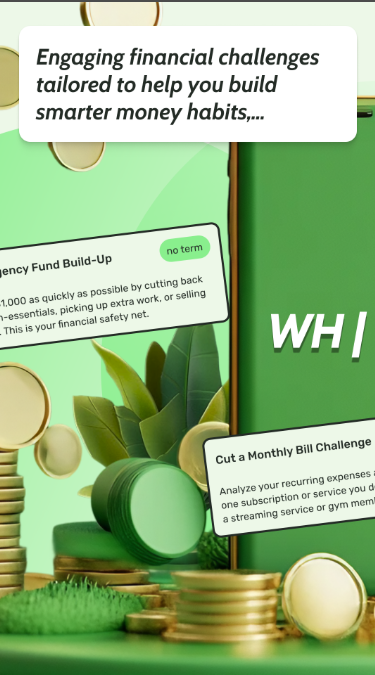 Engaging financial challenges
tailored to help you build
smarter money habits,...
gency Fund Build-Up
no term
1,000 as quickly as possible by cutting back
n-essentials, picking up extra work, or selling
. This is your financial safety net.
WH
Cut a Monthly Bill Challenge
Analyze your recurring expenses a
one subscription or service you d
a streaming service or gym mem